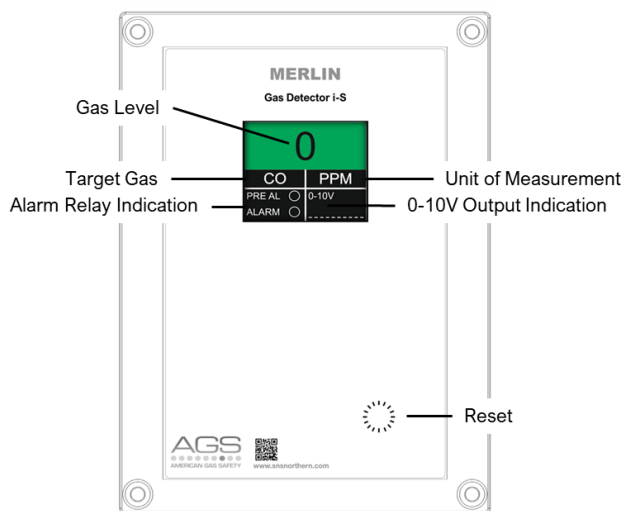 MERLIN
Gas Detector i-S
Gas Level
0
Target Gas
CO
PPM
Unit of Measurement
Alarm Relay Indication
PRE AL
0-10V
0-10V Output Indication
ALARM
Reset
AGS
AMERICAN GAS SAFETY
www.snsnorthern.com